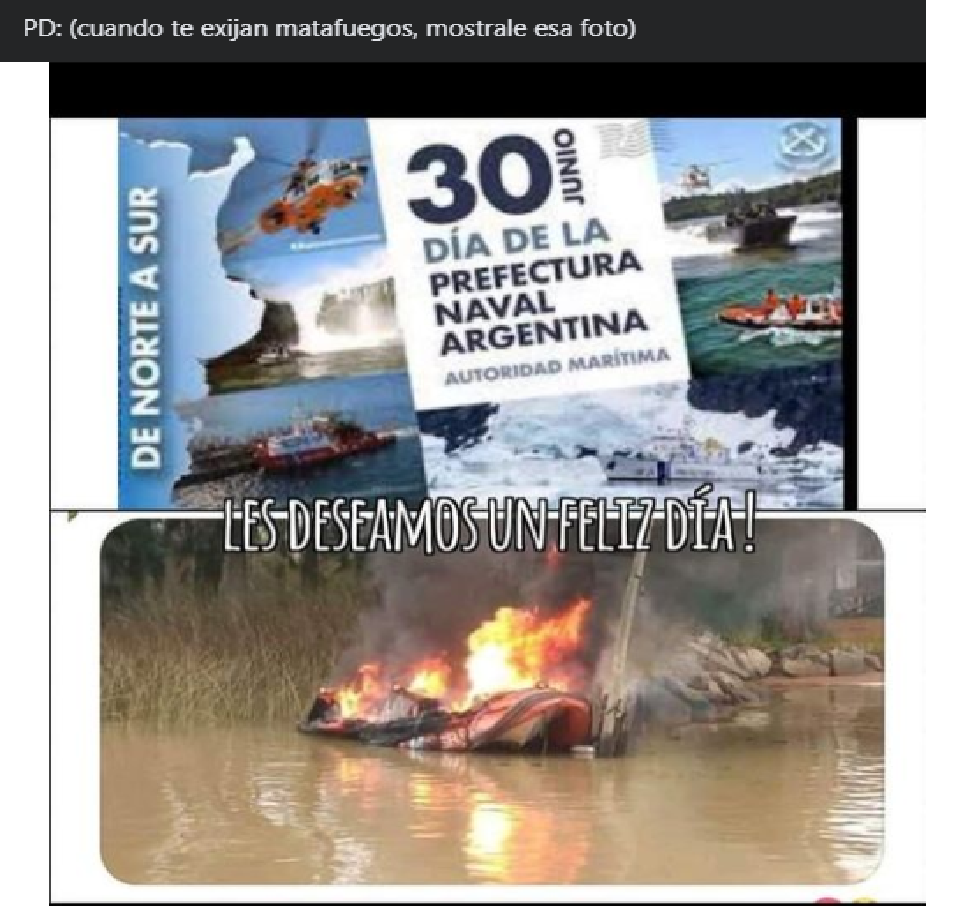 PD: (cuando te exijan matafuegos, mostrale esa foto)
DE NORTE A SUR
30
JUNIO
DÍA DE LA
PREFECTURA
NAVAL
ARGENTINA
AUTORIDAD MARÍTIMA
LES DESEAMOS UN FELIZ DÍA!